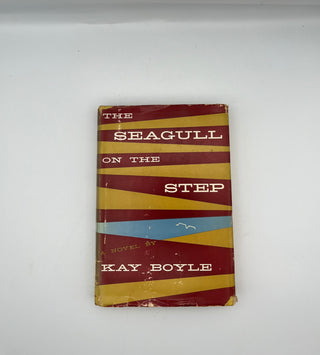 THE
SEAGULL
ON THE
STEP
A NOVEL BY
KAY BOYLE